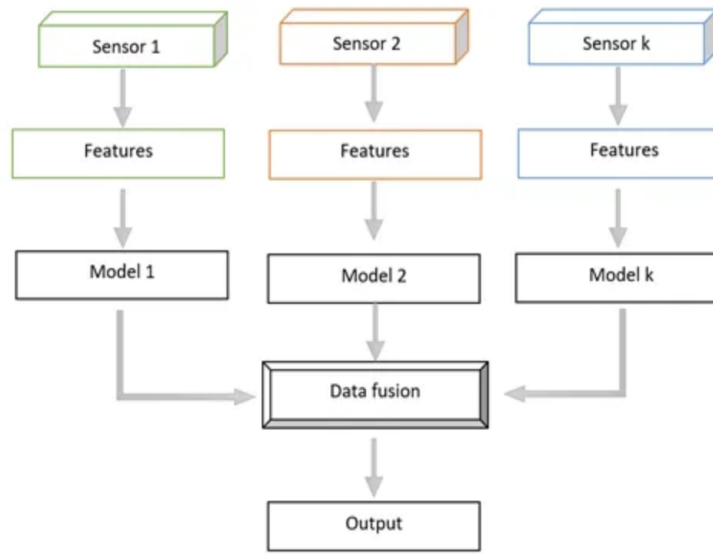 Sensor 1
Sensor 2
Sensor k
Features
Features
Features
Model 1
Model 2
Model k
Data fusion
Output